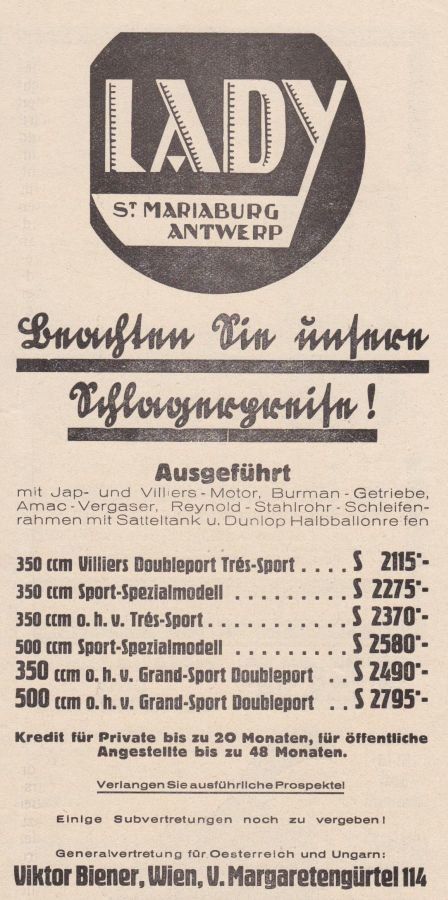 LADY
ST MARIABURG
ANTWERP
Beachten Sie unsere
Schlagerpreise!
Ausgeführt
mit Jap- und Villiers-Motor, Burman-Getriebe,
Amac-Vergaser, Reynold-Stahlrohr-Schleifen-
rahmen mit Satteltank u. Dunlop Halbballonre fen
350 ccm Villiers Doubleport Trés-Sport . . . . S 2115·-
350 ccm Sport-Spezialmodell . . . . . . . . . S 2275·-
350 ccm o. h. v. Trés-Sport . . . . . . . . . . S 2370·-
500 ccm Sport-Spezialmodell . . . . . . . . . S 2580·-
350 ccm o. h. v. Grand-Sport Doubleport . . S 2490·-
500 ccm o. h. v. Grand-Sport Doubleport . . S 2795·-
Kredit für Private bis zu 20 Monaten, für öffentliche
Angestellte bis zu 48 Monaten.
Verlangen Sie ausführliche Prospekte!
Einige Subvertretungen noch zu vergeben!
Generalvertretung für Oesterreich und Ungarn:
Viktor Biener, Wien, V. Margaretengürtel 114